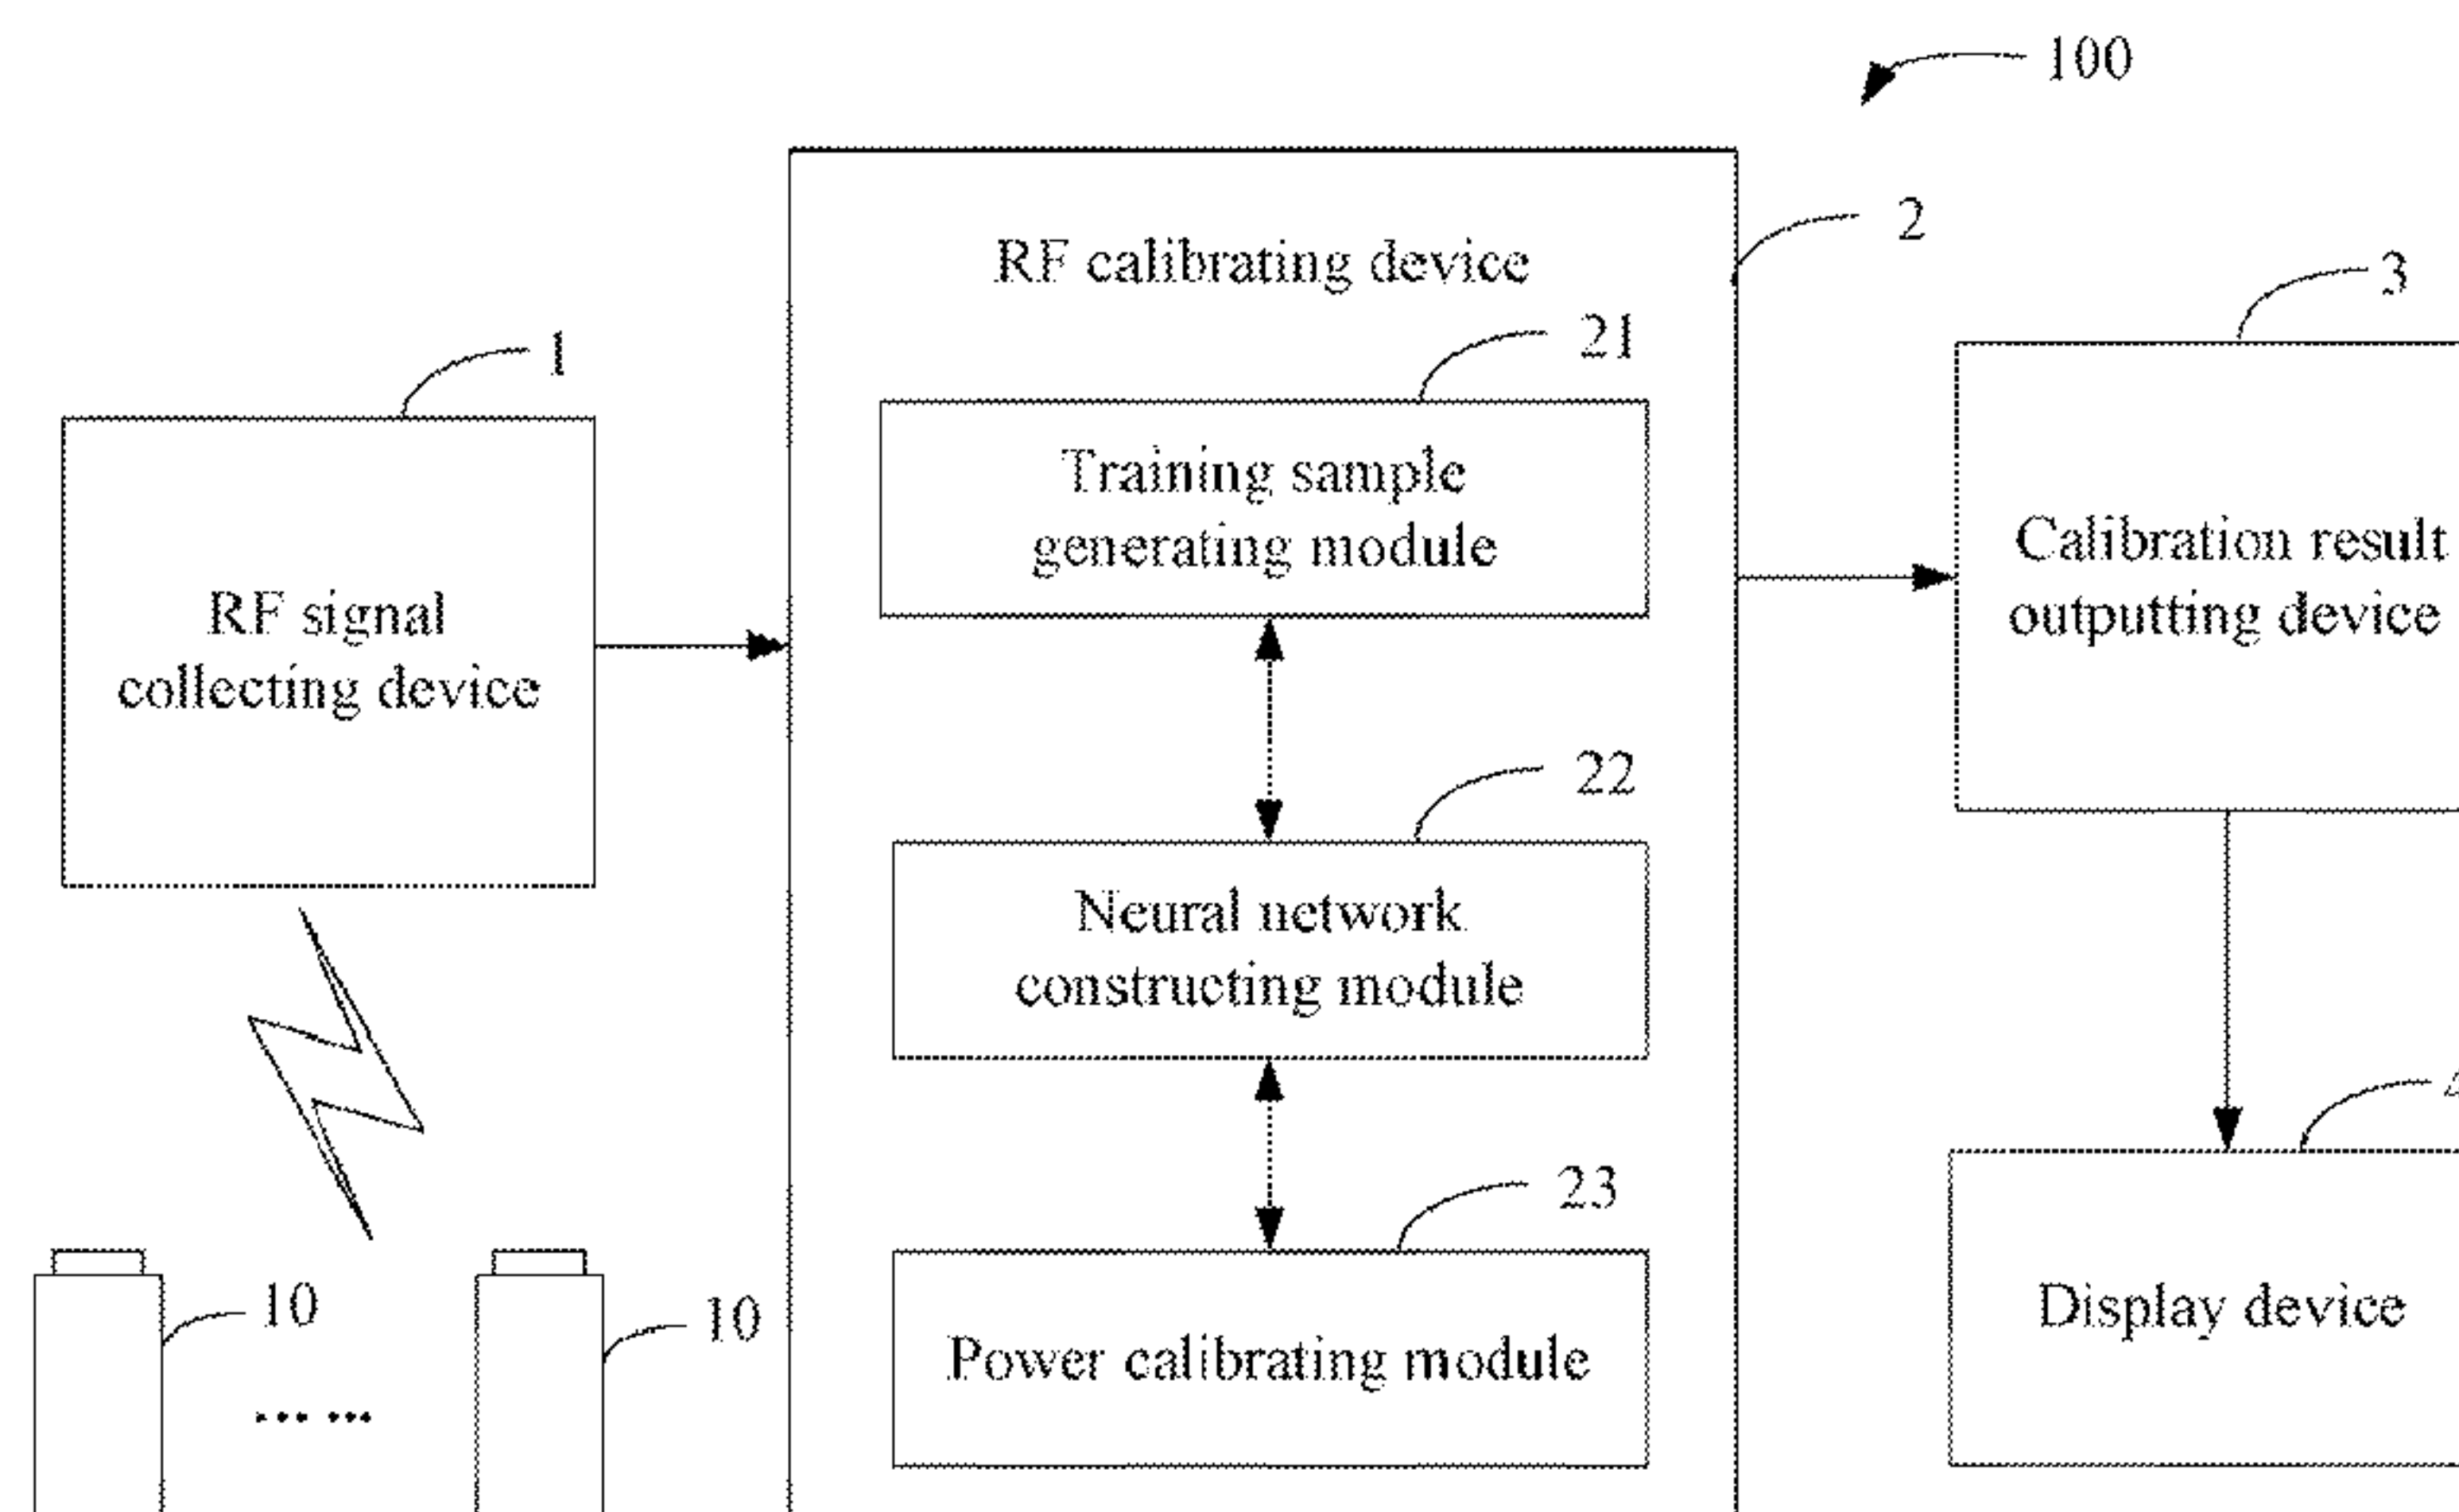 100
2
RF calibrating device
3
21
1
Training sample
generating module
Calibration result
outputting device
RF signal
collecting device
22
Neural network
constructing module
4
23
10
10
Display device
Power calibrating module